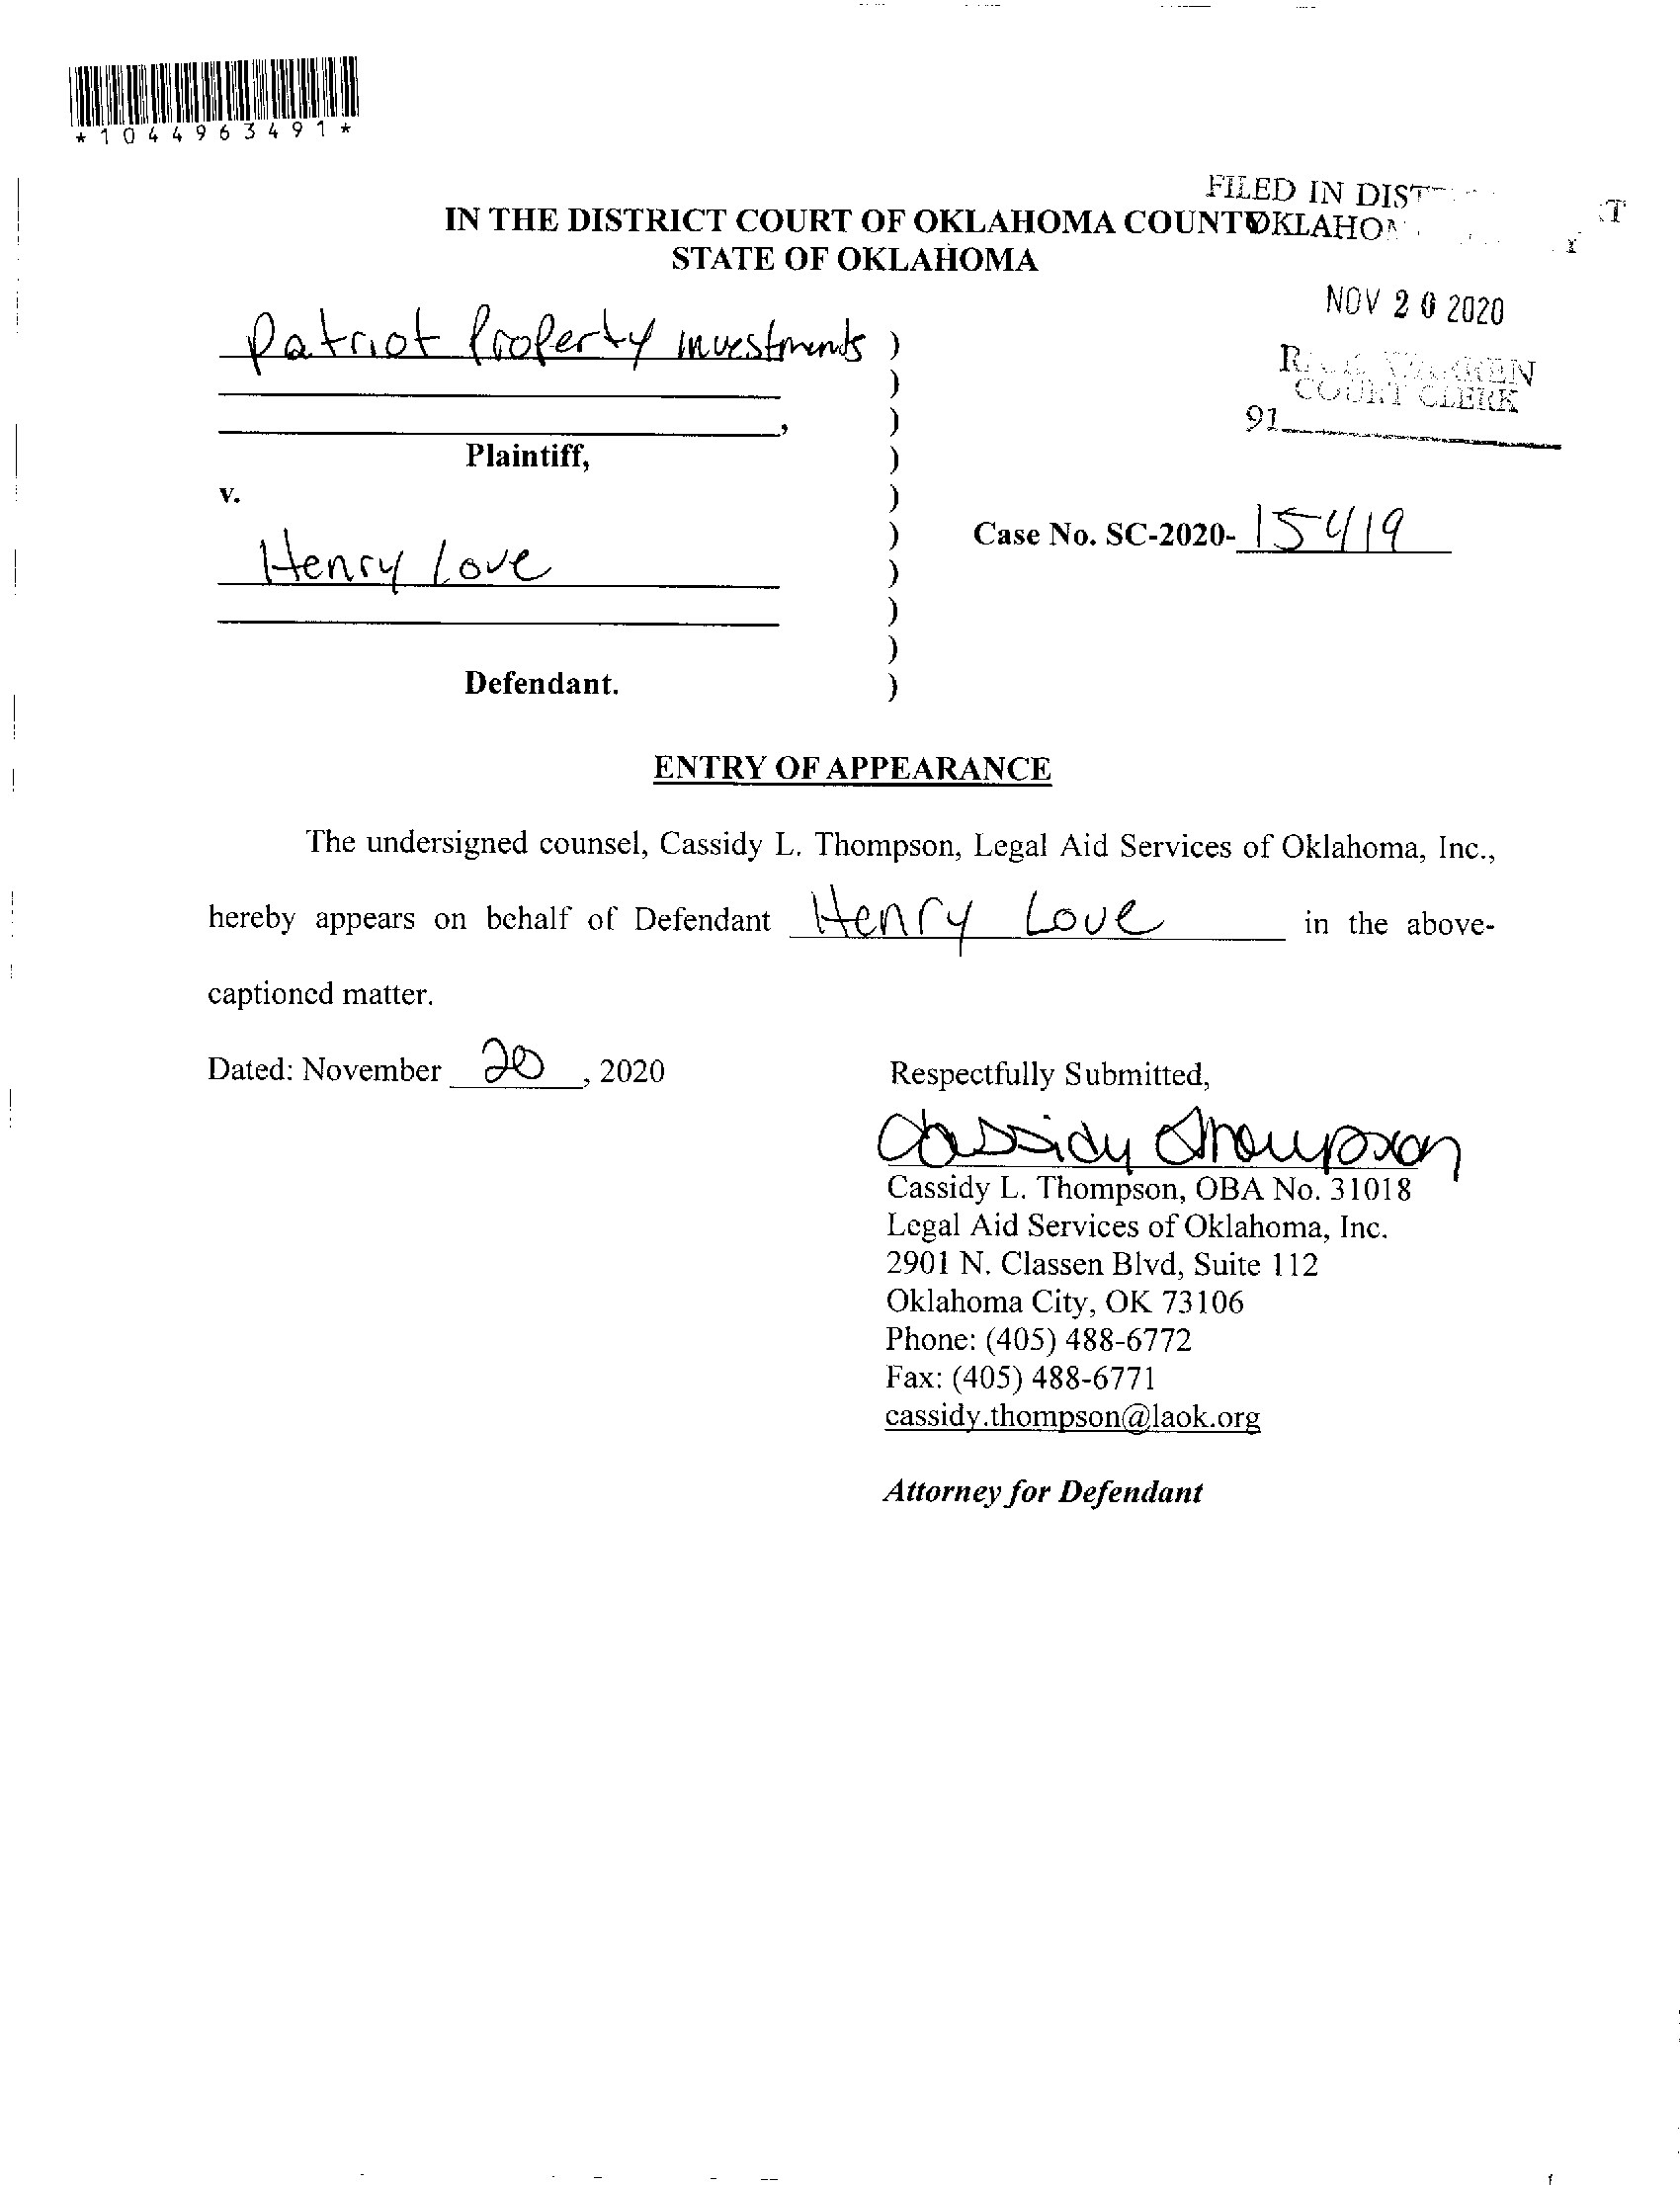 *1044963491*
FILED IN DIST
IN THE DISTRICT COURT OF OKLAHOMA COUNTY
STATE OF OKLAHOMA
NOV 20 2020
Patriot Property investments )
)
WARREN
COURT CLERK
, )
91
Plaintiff, )
v. )
) Case No. SC-2020- 15419
Henry Love )
)
)
Defendant. )
ENTRY OF APPEARANCE
The undersigned counsel, Cassidy L. Thompson, Legal Aid Services of Oklahoma, Inc.,
hereby appears on behalf of Defendant Henry Love in the above-
captioned matter.
Dated: November 20, 2020
Respectfully Submitted,
Cassidy Thompson
Cassidy L. Thompson, OBA No. 31018
Legal Aid Services of Oklahoma, Inc.
2901 N. Classen Blvd, Suite 112
Oklahoma City, OK 73106
Phone: (405) 488-6772
Fax: (405) 488-6771
cassidy.thompson@laok.org
Attorney for Defendant